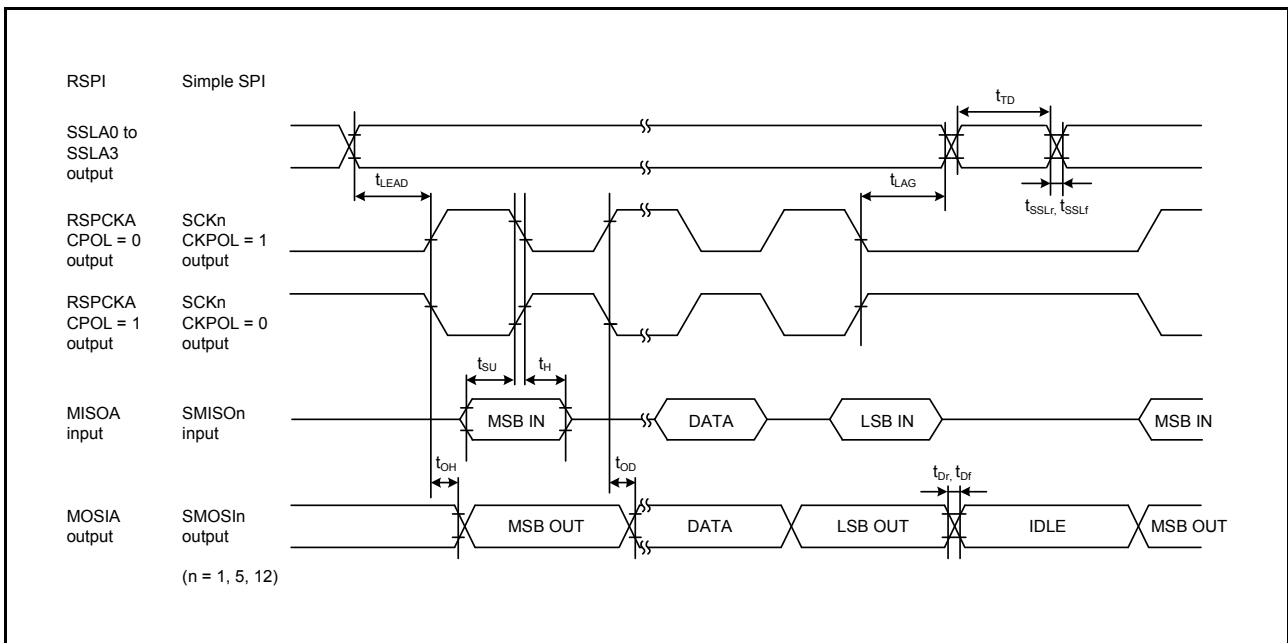 RSPI Simple SPI
SSLA0 to
SSLA3
output
tTD
tLEAD
tLAG
tSSLr, tSSLf
RSPCKA SCKn
CPOL = 0 CKPOL = 1
output output
RSPCKA SCKn
CPOL = 1 CKPOL = 0
output output
tSU tH
MISOA SMISOn
input input
MSB IN DATA LSB IN MSB IN
tOH tOD tDr, tDf
MOSIA SMOSIn
output output
MSB OUT DATA LSB OUT IDLE MSB OUT
(n = 1, 5, 12)